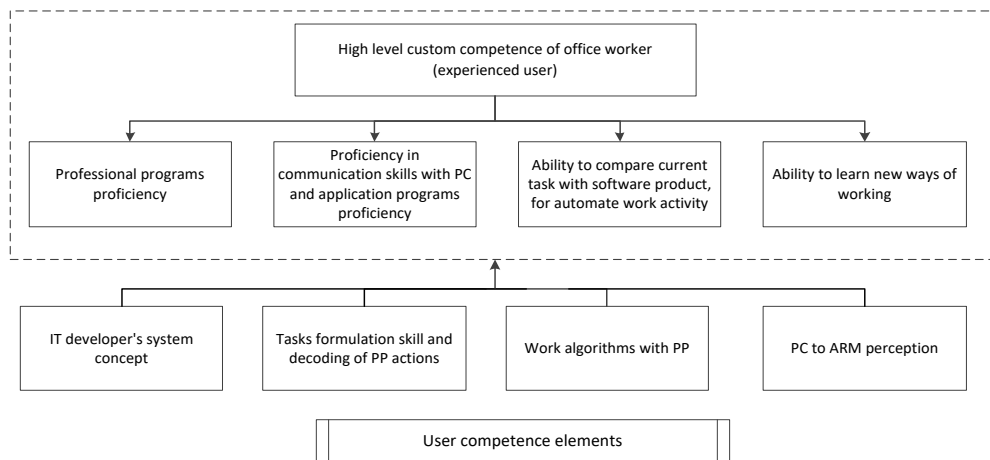 High level custom competence of office worker
(experienced user)
Professional programs
proficiency
Proficiency in
communication skills with PC
and application programs
proficiency
Ability to compare current
task with software product,
for automate work activity
Ability to learn new ways of
working
IT developer's system
concept
Tasks formulation skill and
decoding of PP actions
Work algorithms with PP
PC to ARM perception
User competence elements